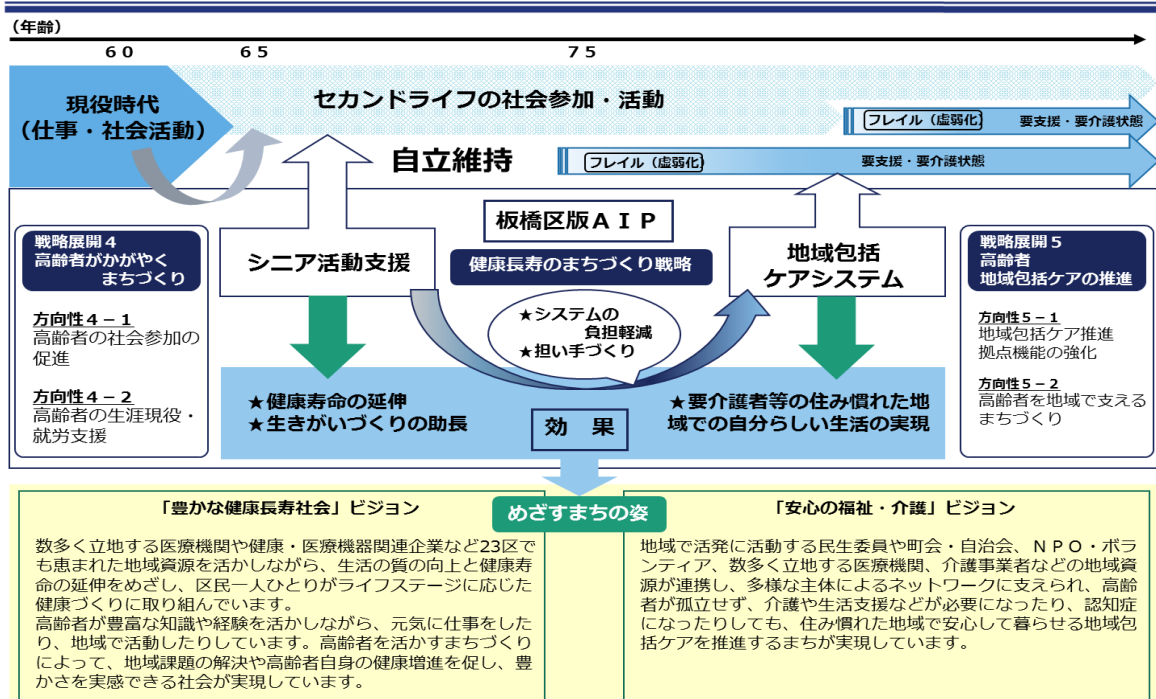 (年齢)
６０ ６５ ７５
現役時代
（仕事・社会活動）
セカンドライフの社会参加・活動
フレイル（虚弱化） 要支援・要介護状態
自立維持
フレイル（虚弱化） 要支援・要介護状態
戦略展開４
高齢者がかがやく
まちづくり
方向性４－１
高齢者の社会参加の
促進
方向性４－２
高齢者の生涯現役・
就労支援
シニア活動支援
板橋区版ＡＩＰ
健康長寿のまちづくり戦略
★システムの
負担軽減
★担い手づくり
地域包括
ケアシステム
戦略展開５
高齢者
地域包括ケアの推進
方向性５－１
地域包括ケア推進
拠点機能の強化
方向性５－２
高齢者を地域で支える
まちづくり
★健康寿命の延伸
★生きがいづくりの助長
効 果
★要介護者等の住み慣れた地
域での自分らしい生活の実現
めざすまちの姿
「豊かな健康長寿社会」ビジョン
数多く立地する医療機関や健康・医療機器関連企業など23区で
も恵まれた地域資源を活かしながら、生活の質の向上と健康寿
命の延伸をめざし、区民一人ひとりがライフステージに応じた
健康づくりに取り組んでいます。
高齢者が豊富な知識や経験を活かしながら、元気に仕事をした
り、地域で活動したりしています。高齢者を活かすまちづくり
によって、地域課題の解決や高齢者自身の健康増進を促し、豊
かさを実感できる社会が実現しています。
「安心の福祉・介護」ビジョン
地域で活発に活動する民生委員や町会・自治会、ＮＰＯ・ボラ
ンティア、数多く立地する医療機関、介護事業者などの地域資
源が連携し、多様な主体によるネットワークに支えられ、高齢
者が孤立せず、介護や生活支援などが必要になったり、認知症
になったりしても、住み慣れた地域で安心して暮らせる地域包
括ケアを推進するまちが実現しています。